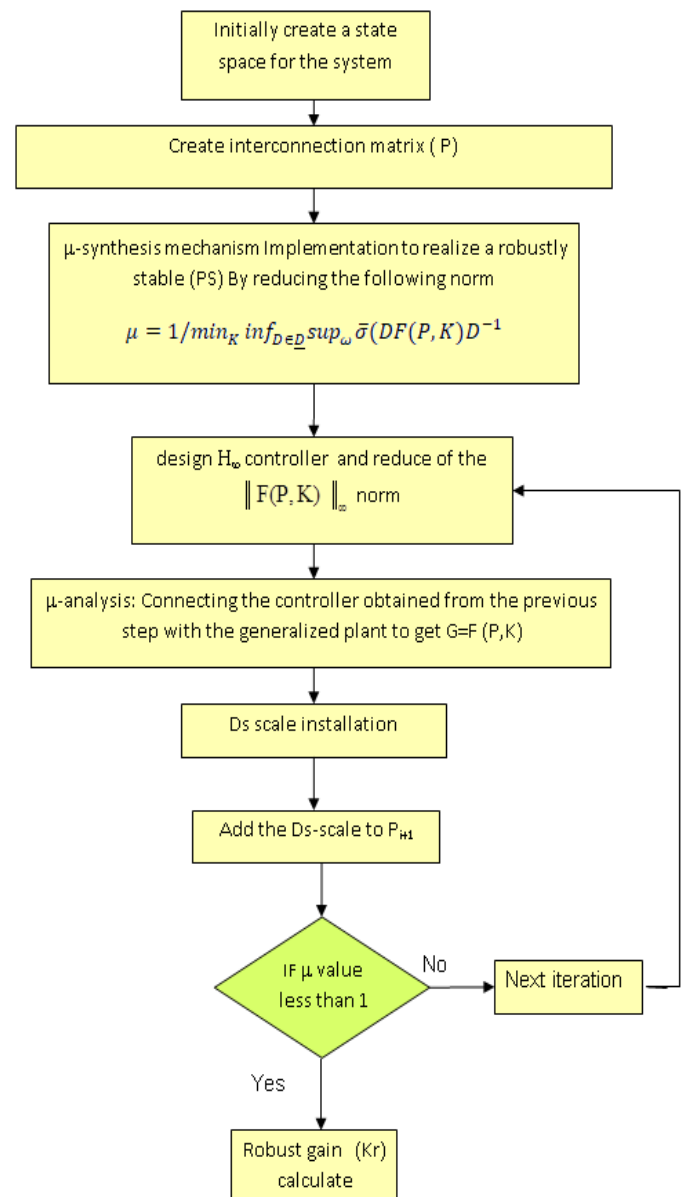 Initially create a state
space for the system
Create interconnection matrix ( P)
μ-synthesis mechanism Implementation to realize a robustly
stable (PS) By reducing the following norm
μ = 1/min_K inf_{D∈D̲} sup_ω σ̄(DF(P, K)D⁻¹
design H∞ controller and reduce of the
‖ F(P, K) ‖∞ norm
μ-analysis: Connecting the controller obtained from the previous
step with the generalized plant to get G=F (P,K)
Ds scale installation
Add the Ds-scale to Pᵢ₊₁
IF μ value
less than 1
No
Next iteration
Yes
Robust gain (Kr)
calculate